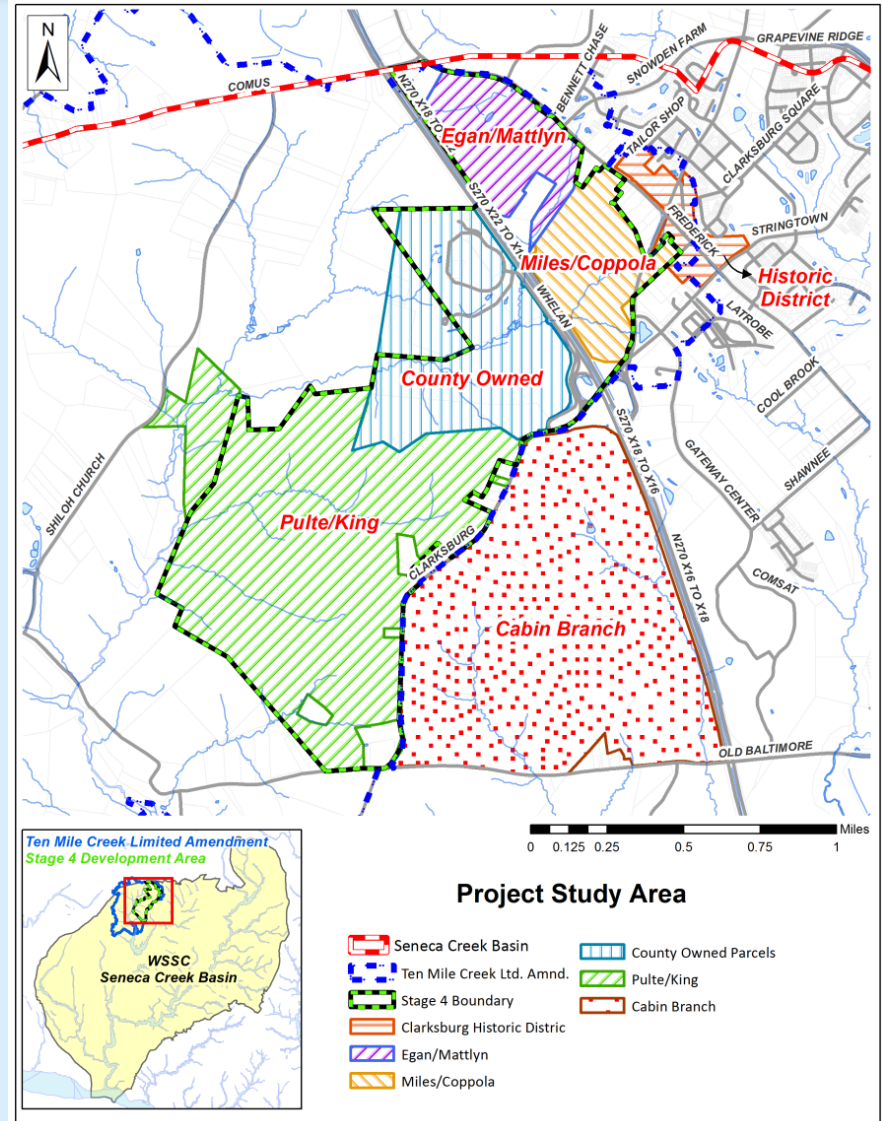 N
COMUS
N270 X18 TO
BENNETT CHASE
SNOWDEN FARM
GRAPEVINE RIDGE
TAILOR SHOP
CLARKSBURG SQUARE
Egan/Mattlyn
S270 X22 TO X1
FREDERICK
STRINGTOWN
Miles/Coppola
Historic
District
WHELAN
LATROBE
County Owned
COOL BROOK
S270 X18 TO X16
GATEWAY CENTER
SHAWNEE
SHILOH CHURCH
Pulte/King
CLARKSBURG
N270 X16 TO X18
COMSAT
Cabin Branch
OLD BALTIMORE
Miles
0 0.125 0.25 0.5 0.75 1
Ten Mile Creek Limited Amendment
Stage 4 Development Area
WSSC
Seneca Creek Basin
Project Study Area
Seneca Creek Basin
Ten Mile Creek Ltd. Amnd.
Stage 4 Boundary
Clarksburg Historic Distric
Egan/Mattlyn
Miles/Coppola
County Owned Parcels
Pulte/King
Cabin Branch